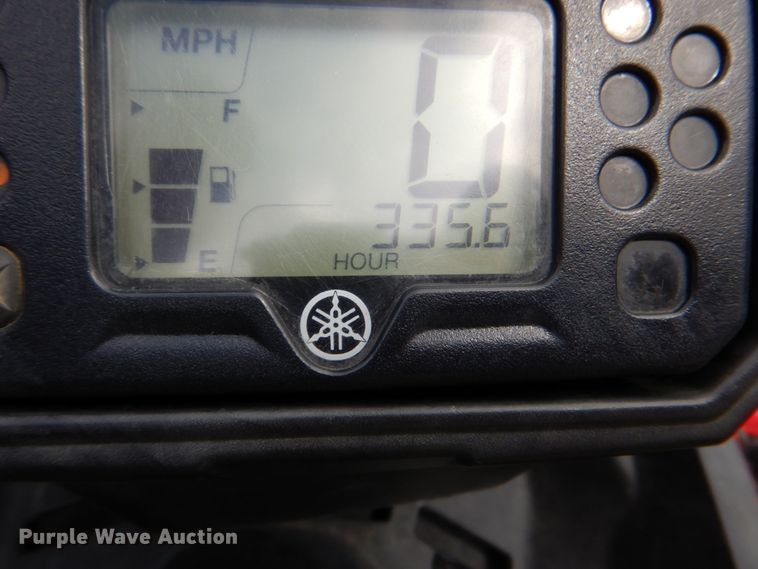 MPH
0
F
335.6
E
HOUR
Purple Wave Auction